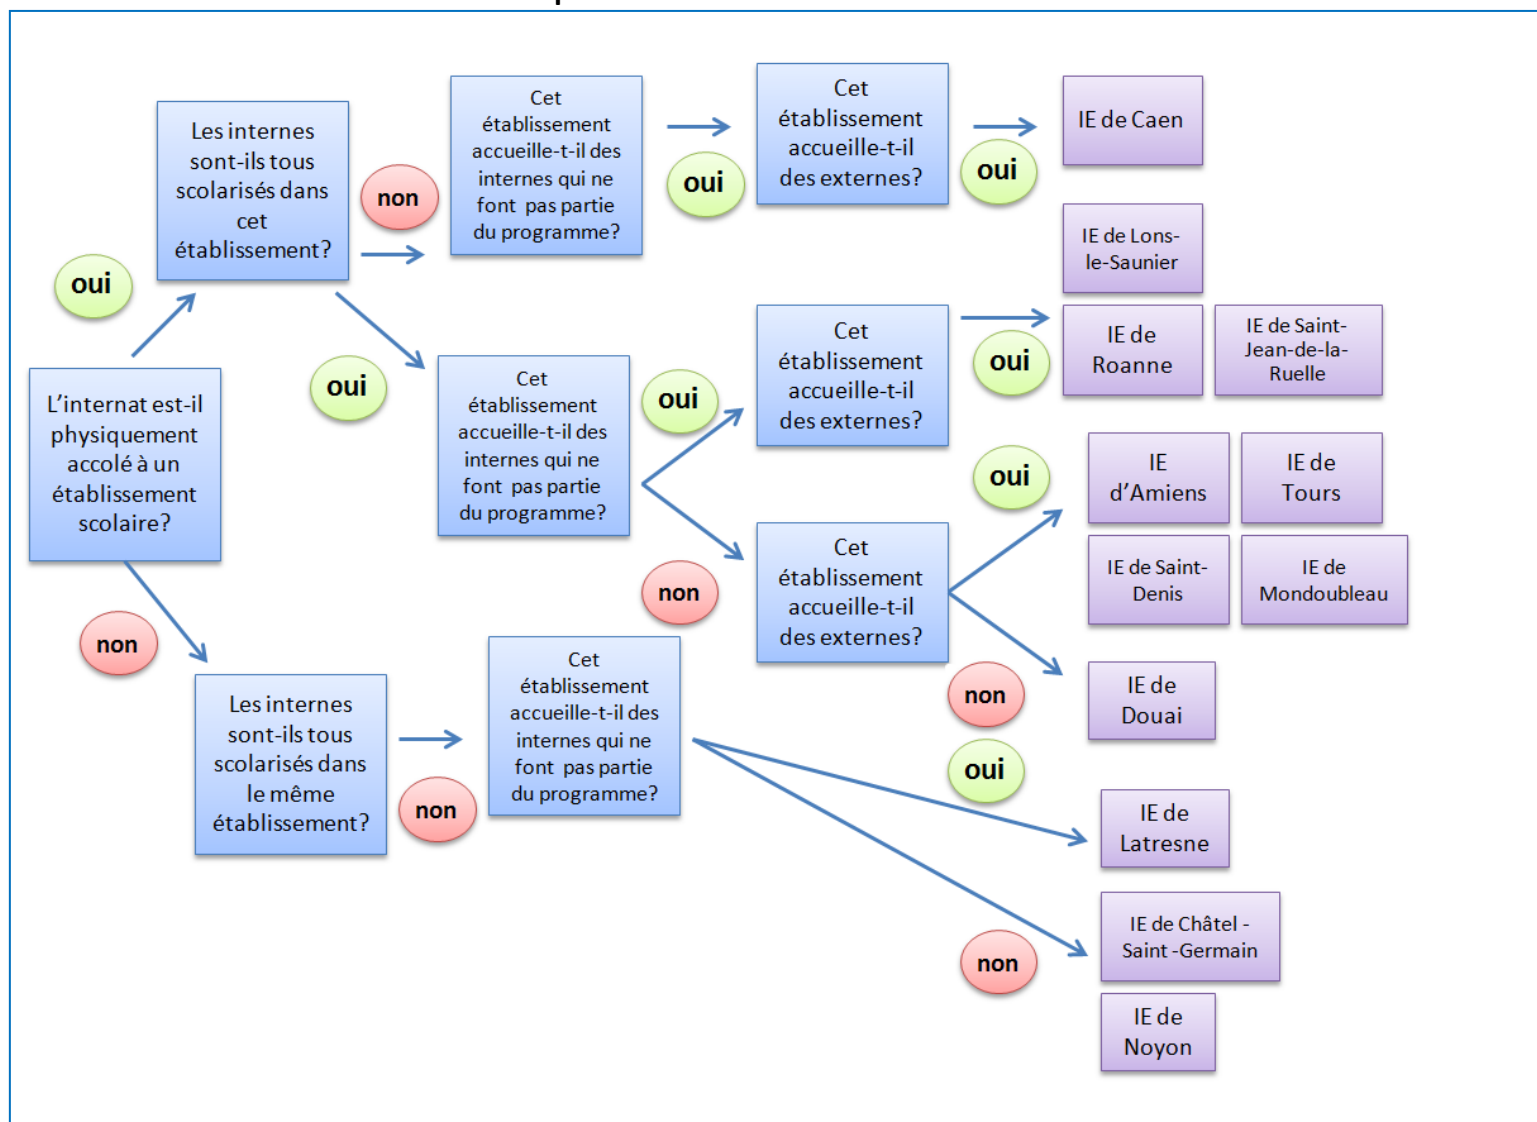 Cet
établissement
accueille-t-il des
internes qui ne
font pas partie
du programme?
Cet
établissement
accueille-t-il
des externes?
IE de Caen
Les internes
sont-ils tous
scolarisés dans
cet
établissement?
non
oui
oui
oui
IE de Lons-
le-Saunier
IE de
Roanne
IE de Saint-
Jean-de-la-
Ruelle
Cet
établissement
accueille-t-il
des externes?
oui
oui
oui
Cet
établissement
accueille-t-il des
internes qui ne
font pas partie
du programme?
L’internat est-il
physiquement
accolé à un
établissement
scolaire?
oui
IE
d’Amiens
IE de
Tours
Cet
établissement
accueille-t-il
des externes?
IE de Saint-
Denis
IE de
Mondoubleau
non
non
Cet
établissement
accueille-t-il des
internes qui ne
font pas partie
du programme?
non
IE de
Douai
Les internes
sont-ils tous
scolarisés dans
le même
établissement?
non
oui
IE de
Latresne
IE de Châtel -
Saint -Germain
non
IE de
Noyon